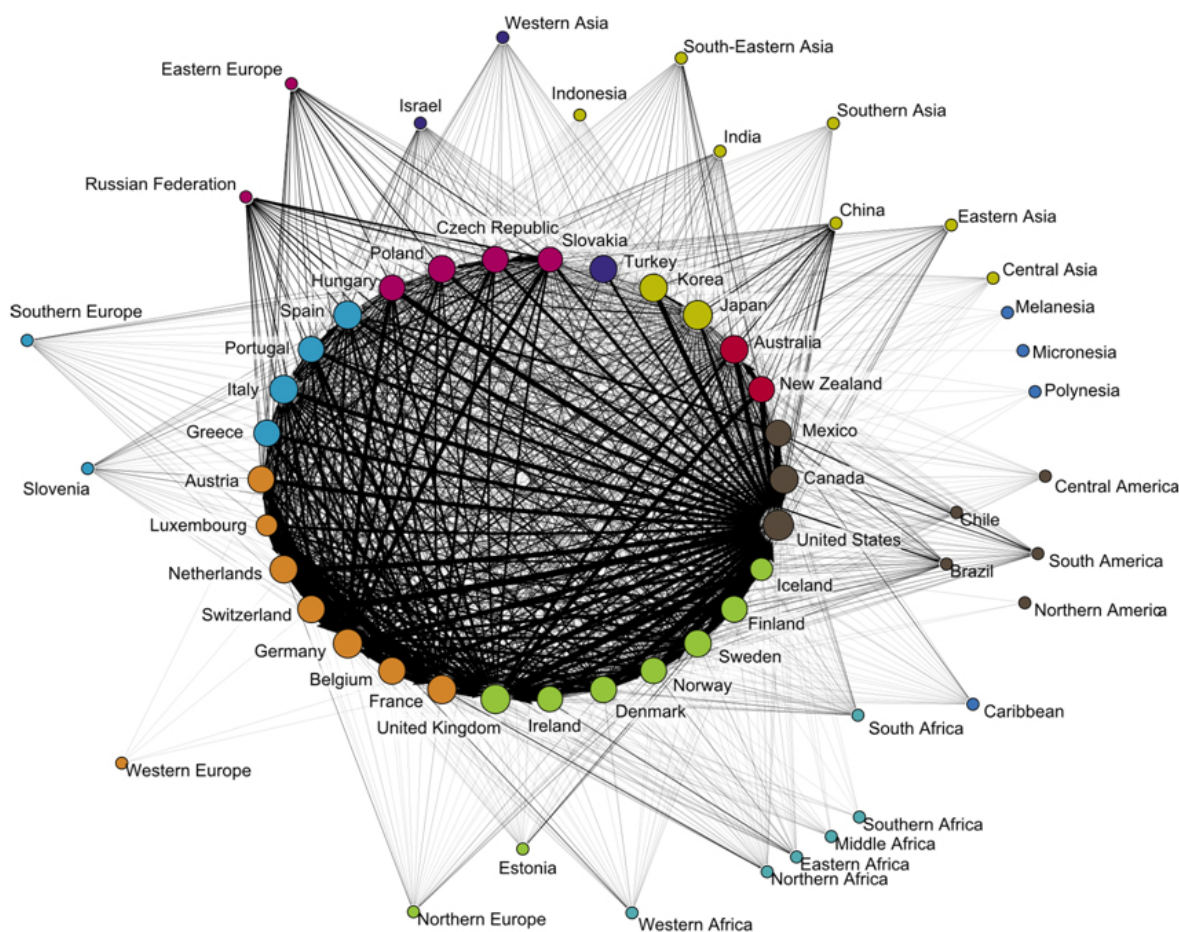 Western Asia
South-Eastern Asia
Eastern Europe
Indonesia
Israel
Southern Asia
India
Russian Federation
China
Eastern Asia
Czech Republic
Slovakia
Poland
Turkey
Hungary
Korea
Central Asia
Southern Europe
Spain
Japan
Melanesia
Portugal
Australia
Micronesia
Italy
New Zealand
Polynesia
Greece
Mexico
Austria
Canada
Slovenia
Central America
Luxembourg
Chile
United States
Netherlands
South America
Brazil
Iceland
Switzerland
Northern America
Finland
Germany
Sweden
Belgium
Norway
France
Denmark
Caribbean
United Kingdom
Ireland
South Africa
Western Europe
Southern Africa
Middle Africa
Estonia
Eastern Africa
Northern Africa
Northern Europe
Western Africa